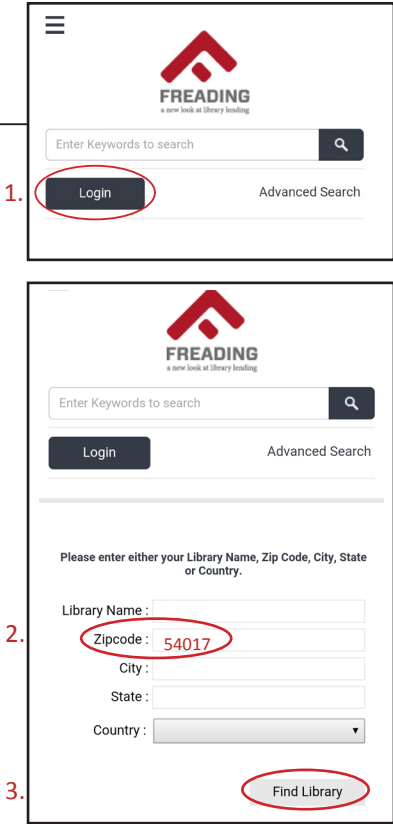 FREADING
a new look at library lending
Enter Keywords to search
1. Login Advanced Search
FREADING
a new look at library lending
Enter Keywords to search
Login Advanced Search
Please enter either your Library Name, Zip Code, City, State
or Country.
Library Name :
2. Zipcode : 54017
City :
State :
Country :
3. Find Library